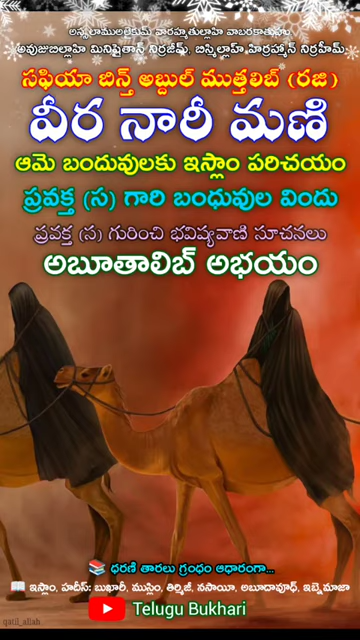 అస్సలాముఅలైకుమ్ వారహ్మతుల్లాహి వాబరకాతుహు
అవుజుబిల్లాహి మినిషైతాన్ నిర్రజీమ్, బిస్మిల్లాహ్ హిర్రహ్మాన్ నిర్రహీమ్
సఫియా బిన్త్ అబ్దుల్ ముత్తలిబ్ (రజి)
వీర నారీ మణి
ఆమె బందువులకు ఇస్లాం పరిచయం
ప్రవక్త (స) గారి బంధువుల విందు
ప్రవక్త (స) గురించి భవిష్యవాణి సూచనలు
అబూతాలిబ్ అభయం
ధరణి తారలు గ్రంథం ఆధారంగా...
ఇస్లాం, హదీస్: బుఖారీ, ముస్లిం, తిర్మిజీ, నసాయీ, అబూదావూద్, ఇబ్నెమాజా
Telugu Bukhari
qatil_allah